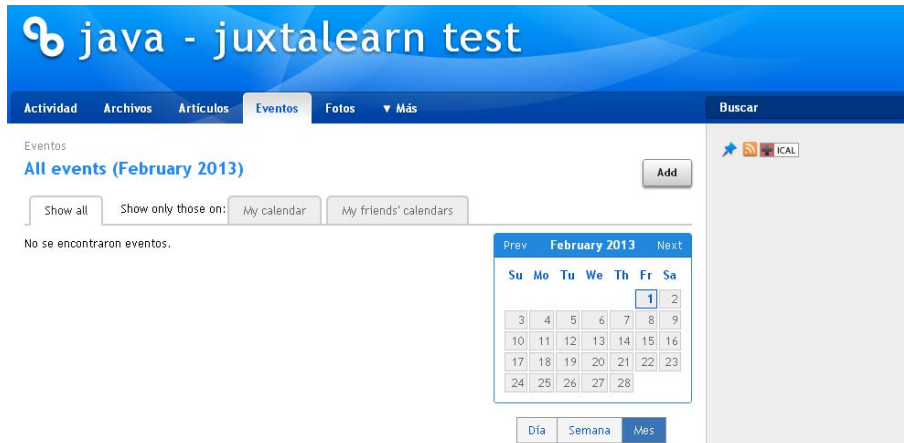 java - juxtalearn test
Actividad Archivos Artículos Eventos Fotos ▼ Más Buscar
Eventos
All events (February 2013)
Add
ICAL
Show all Show only those on: My calendar My friends' calendars
No se encontraron eventos.
Prev February 2013 Next
Su Mo Tu We Th Fr Sa
1 2
3 4 5 6 7 8 9
10 11 12 13 14 15 16
17 18 19 20 21 22 23
24 25 26 27 28
Día Semana Mes